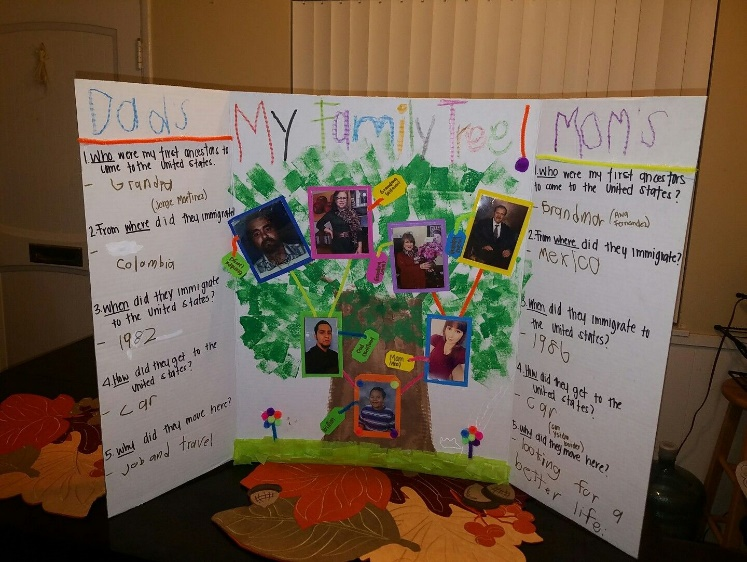 Dads
1. Who were my first ancestors to
come to the United States.
- Grandpa
(Jorge Martinez)
2. From where did they immigrate
-
Colombia
3. When did they immigrate
to the United States?
- 1982
4. How did they get to the
United States?
- Car
5. Why did they move here?
- Job and travel
My Family Tree!
Mom
Mom's
1. Who were my first ancestors
to come to the United States?
- Grandma (Ana
Fernandez)
2. From where did they immigrate?
Mexico
3. When did they immigrate to
the United States?
1986
4. How did they get to the
United States?
- Car
(San
Ysidro
border)
5. Why did they move here?
- looking for a
better life.